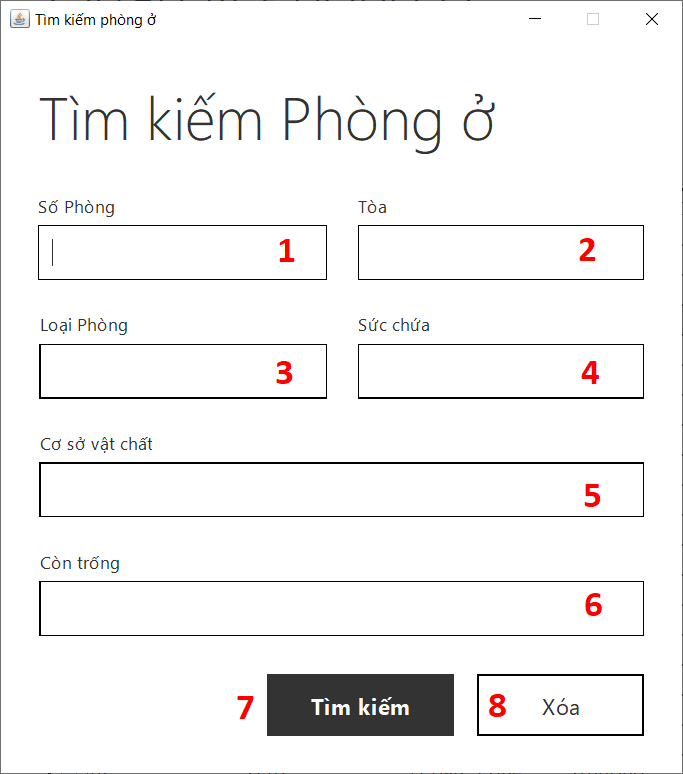 Tìm kiếm phòng ở
Tìm kiếm Phòng ở
Số Phòng
Tòa
1
2
Loại Phòng
Sức chứa
3
4
Cơ sở vật chất
5
Còn trống
6
7
Tìm kiếm
8
Xóa